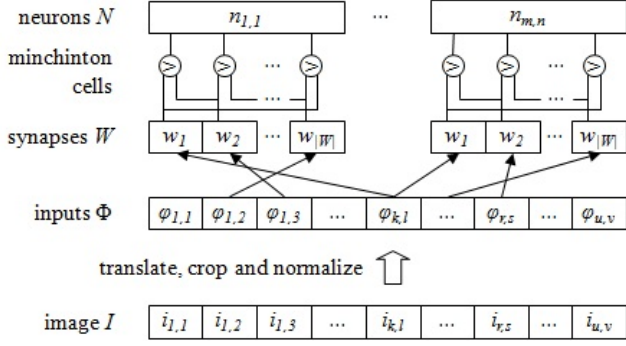 neurons N n1,1 ... nm,n
minchinton cells > > ... > > > ... >
... ...
synapses W w1 w2 ... w|W| w1 w2 ... w|W|
inputs Φ φ1,1 φ1,2 φ1,3 ... φk,l ... φr,s ... φu,v
translate, crop and normalize
image I i1,1 i1,2 i1,3 ... ik,l ... ir,s ... iu,v